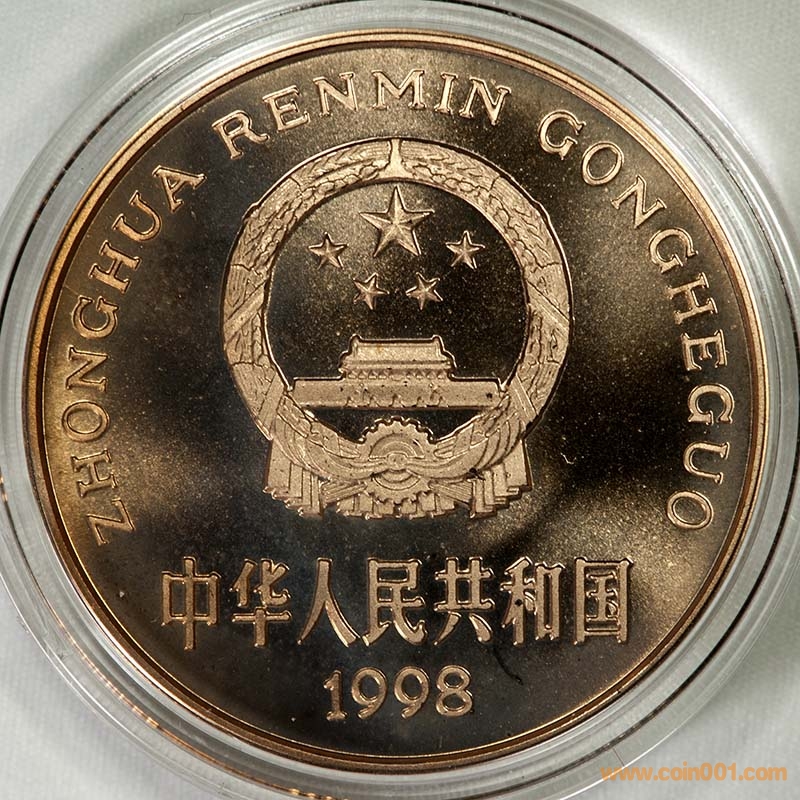 ZHONGHUA RENMIN GONGHEGUO
中华人民共和国
1998
www.coin001.com